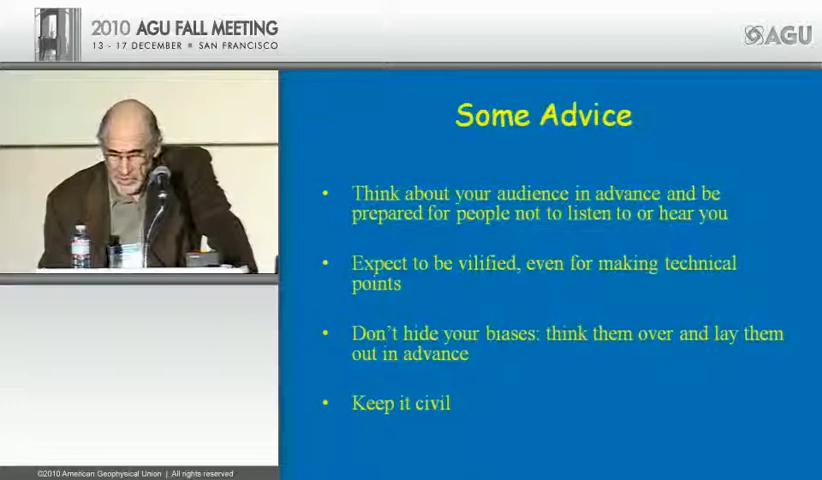 2010 AGU FALL MEETING
13 - 17 DECEMBER ■ SAN FRANCISCO
AGU
Some Advice
• Think about your audience in advance and be
prepared for people not to listen to or hear you
• Expect to be vilified, even for making technical
points
• Don't hide your biases: think them over and lay them
out in advance
• Keep it civil
©2010 American Geophysical Union | All rights reserved